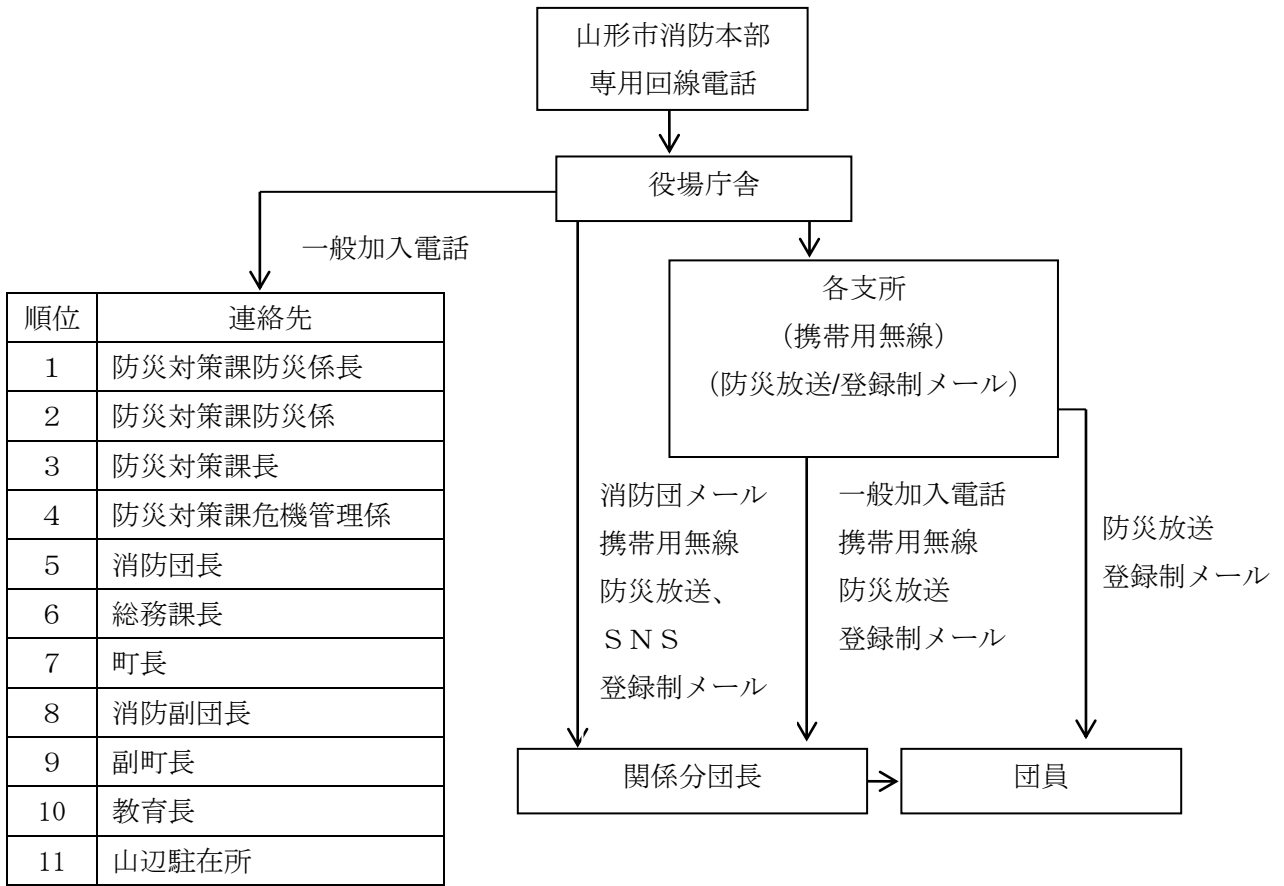 山形市消防本部
専用回線電話
役場庁舎
一般加入電話
各支所
（携帯用無線）
（防災放送/登録制メール）
順位 連絡先
1 防災対策課防災係長
2 防災対策課防災係
3 防災対策課長
4 防災対策課危機管理係
5 消防団長
6 総務課長
7 町長
8 消防副団長
9 副町長
10 教育長
11 山辺駐在所
消防団メール
携帯用無線
防災放送、
ＳＮＳ
登録制メール
一般加入電話
携帯用無線
防災放送
登録制メール
防災放送
登録制メール
関係分団長
団員